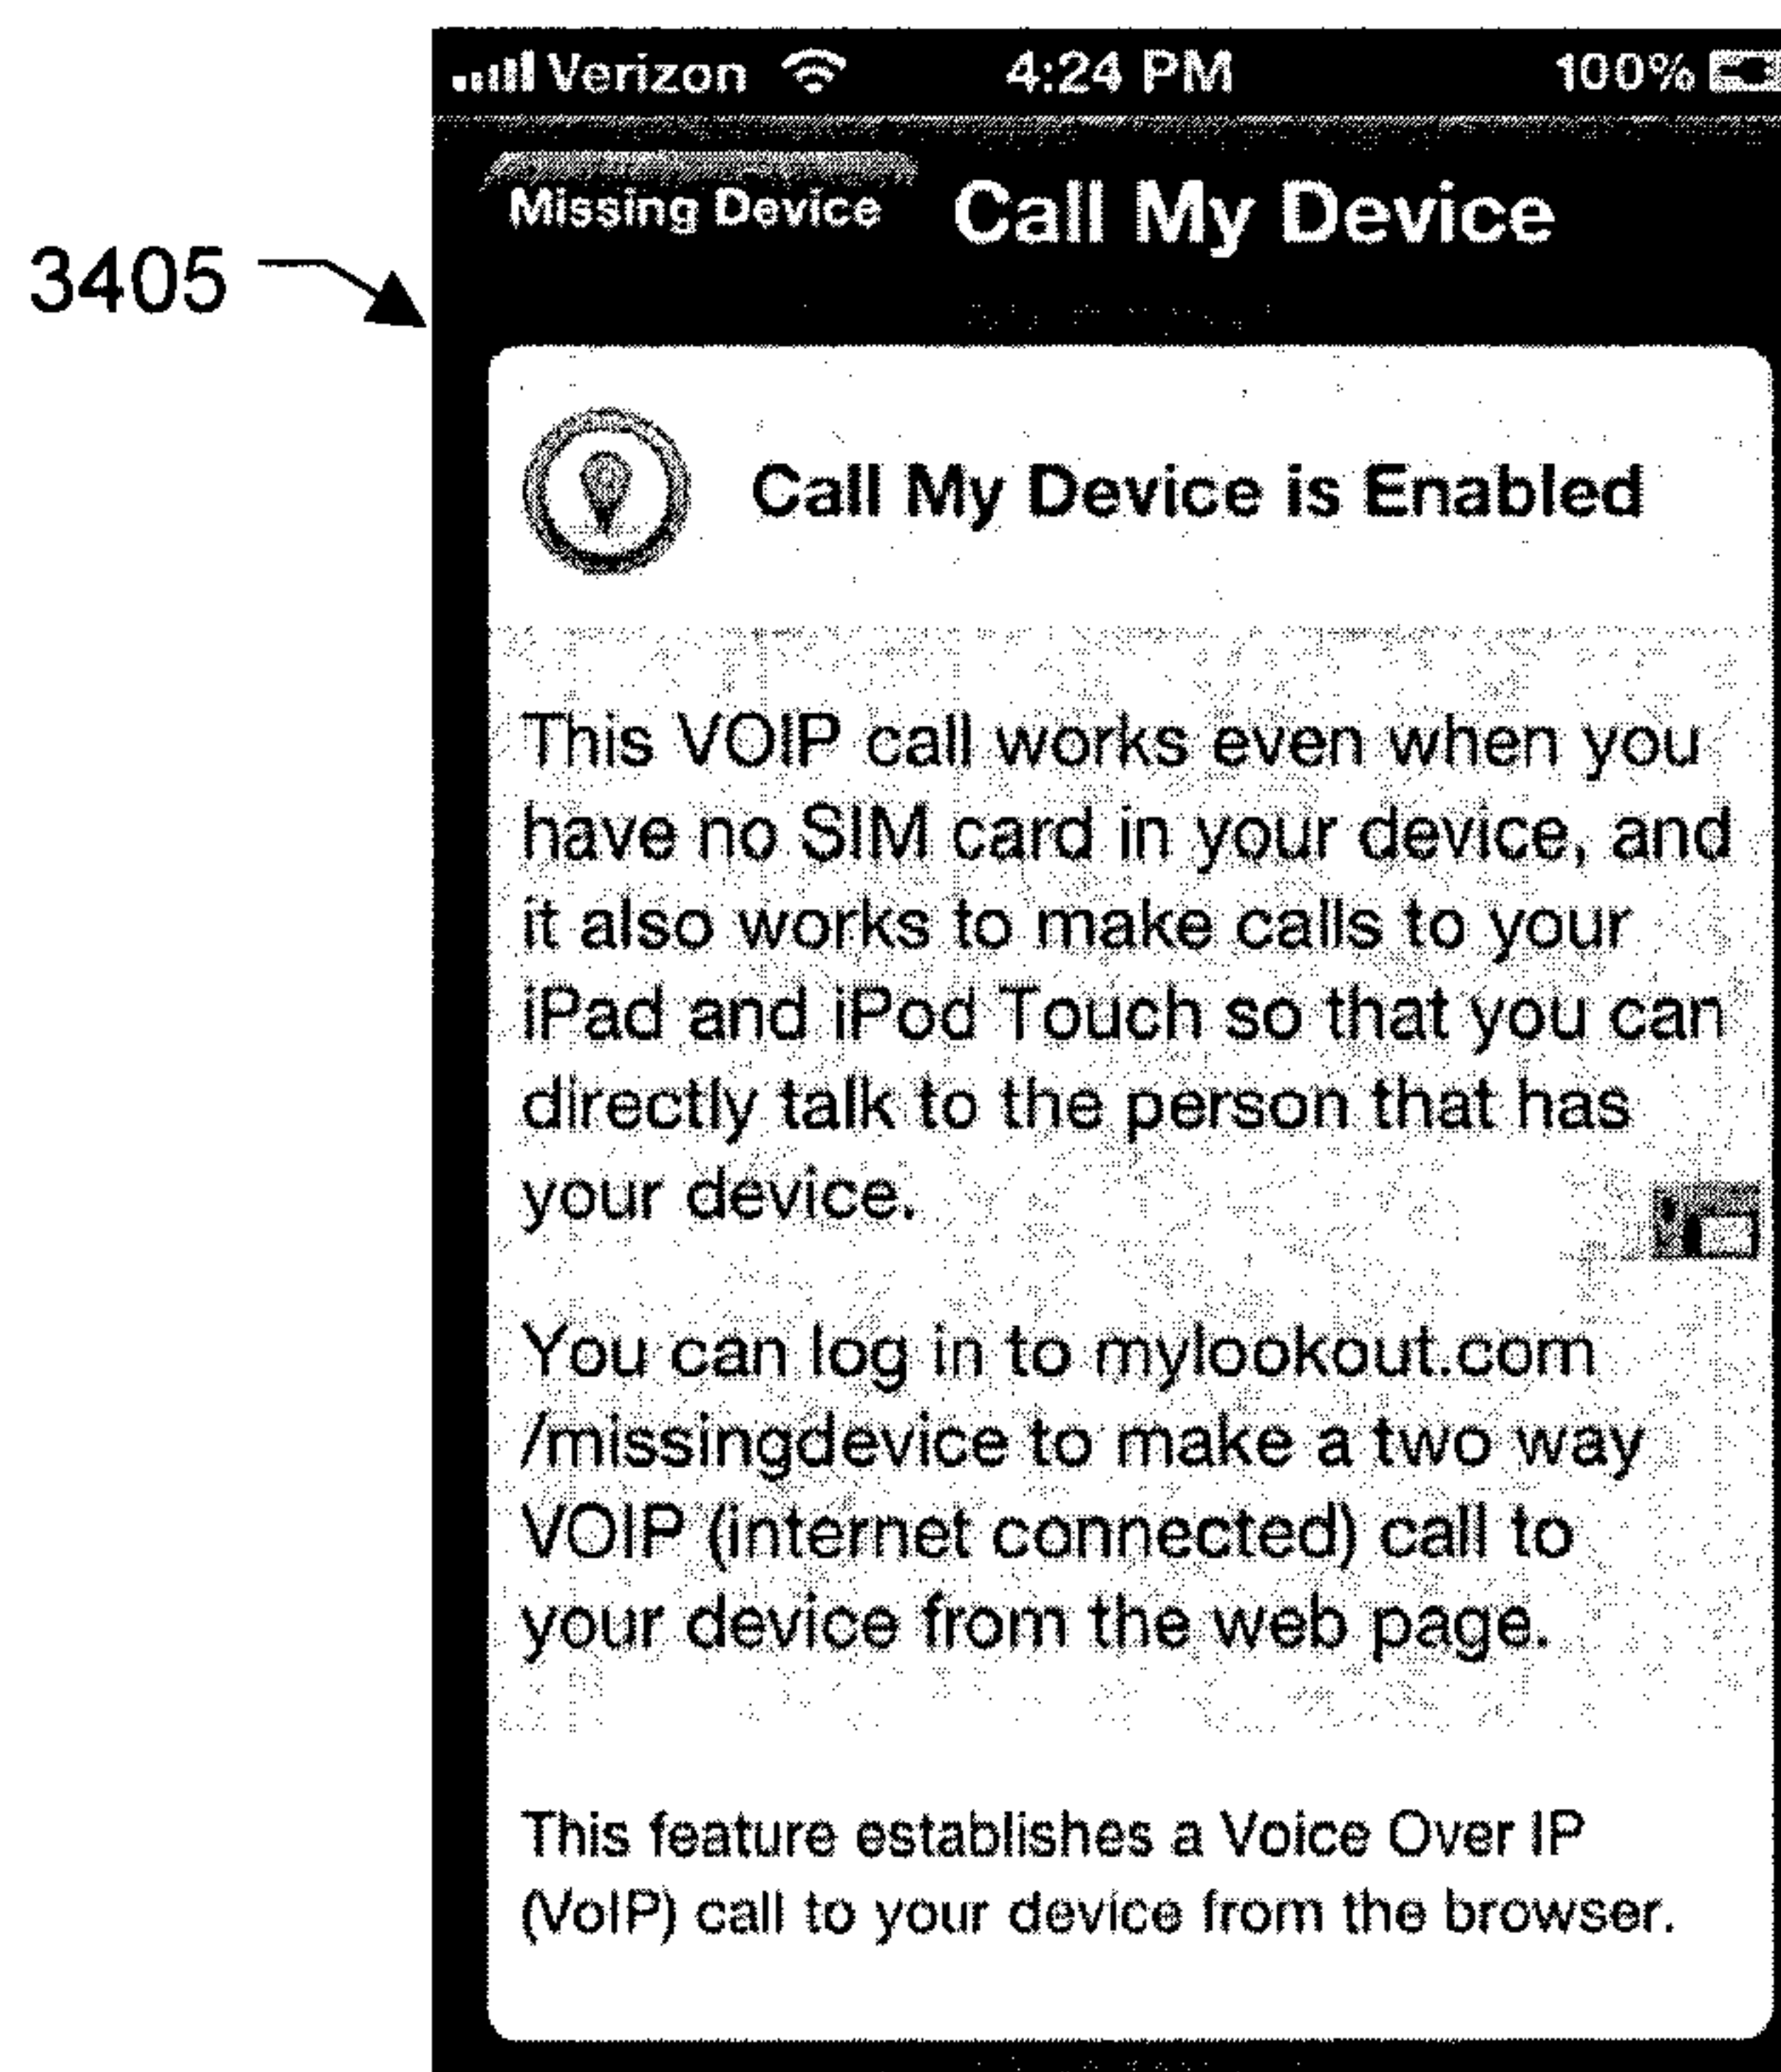 Verizon 4:24 PM 100%
Missing Device Call My Device
3405
Call My Device is Enabled
This VOIP call works even when you
have no SIM card in your device, and
it also works to make calls to your
iPad and iPod Touch so that you can
directly talk to the person that has
your device.
You can log in to mylookout.com
/missingdevice to make a two way
VOIP (internet connected) call to
your device from the web page.
This feature establishes a Voice Over IP
(VoIP) call to your device from the browser.